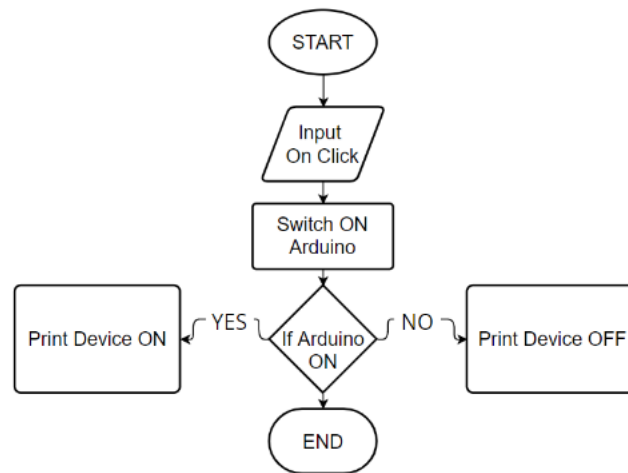 START
Input
On Click
Switch ON
Arduino
Print Device ON
YES
If Arduino
ON
NO
Print Device OFF
END